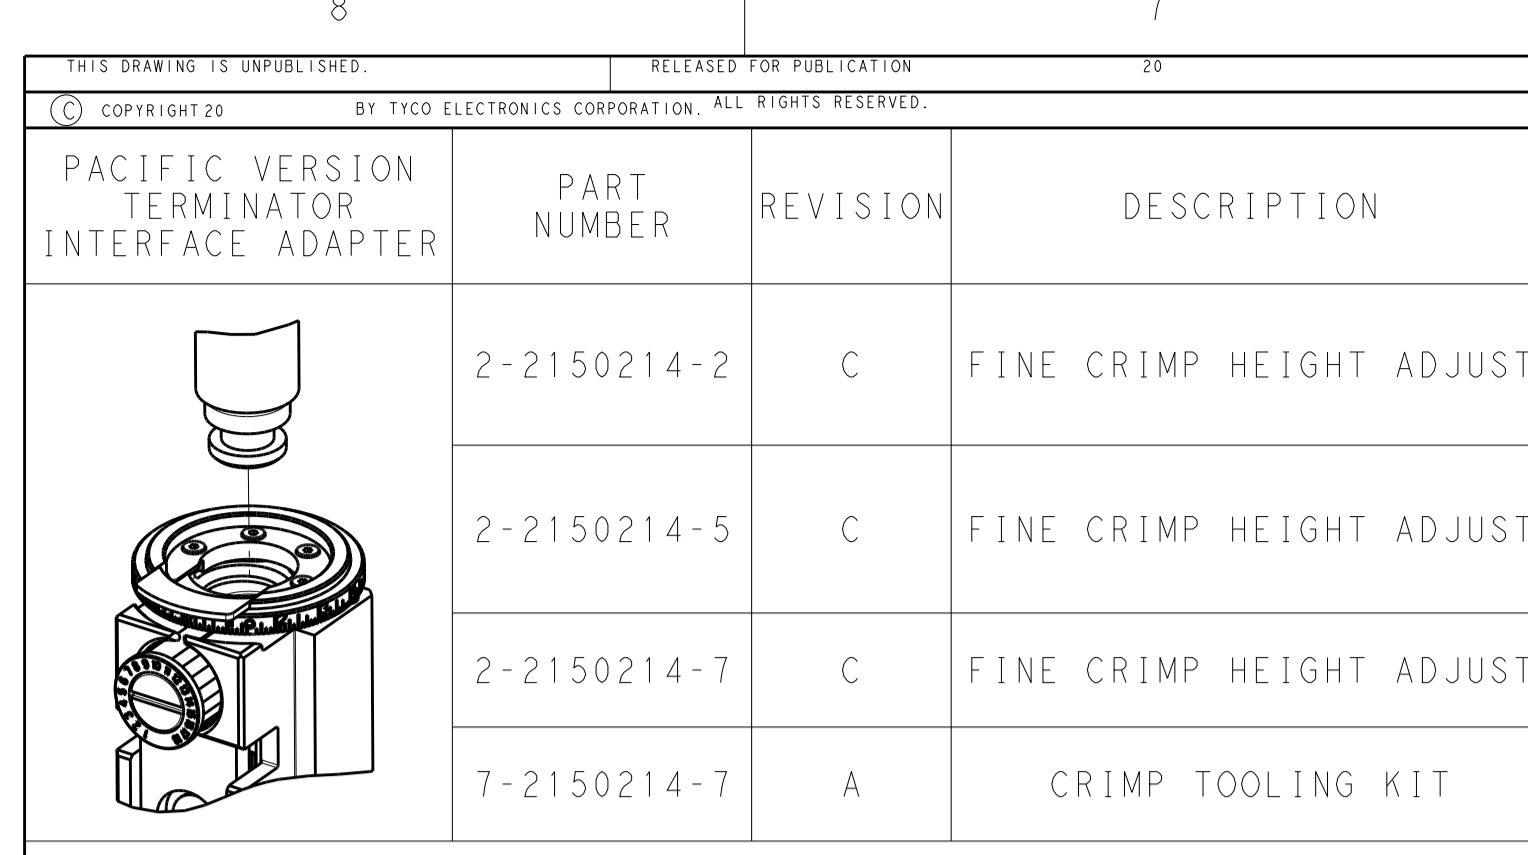 8
7
THIS DRAWING IS UNPUBLISHED.
RELEASED FOR PUBLICATION 20
© COPYRIGHT 20 BY TYCO ELECTRONICS CORPORATION. ALL RIGHTS RESERVED.
PACIFIC VERSION
TERMINATOR
INTERFACE ADAPTER
PART
NUMBER
REVISION
DESCRIPTION
2-2150214-2 C FINE CRIMP HEIGHT ADJUST
2-2150214-5 C FINE CRIMP HEIGHT ADJUST
2-2150214-7 C FINE CRIMP HEIGHT ADJUST
7-2150214-7 A CRIMP TOOLING KIT